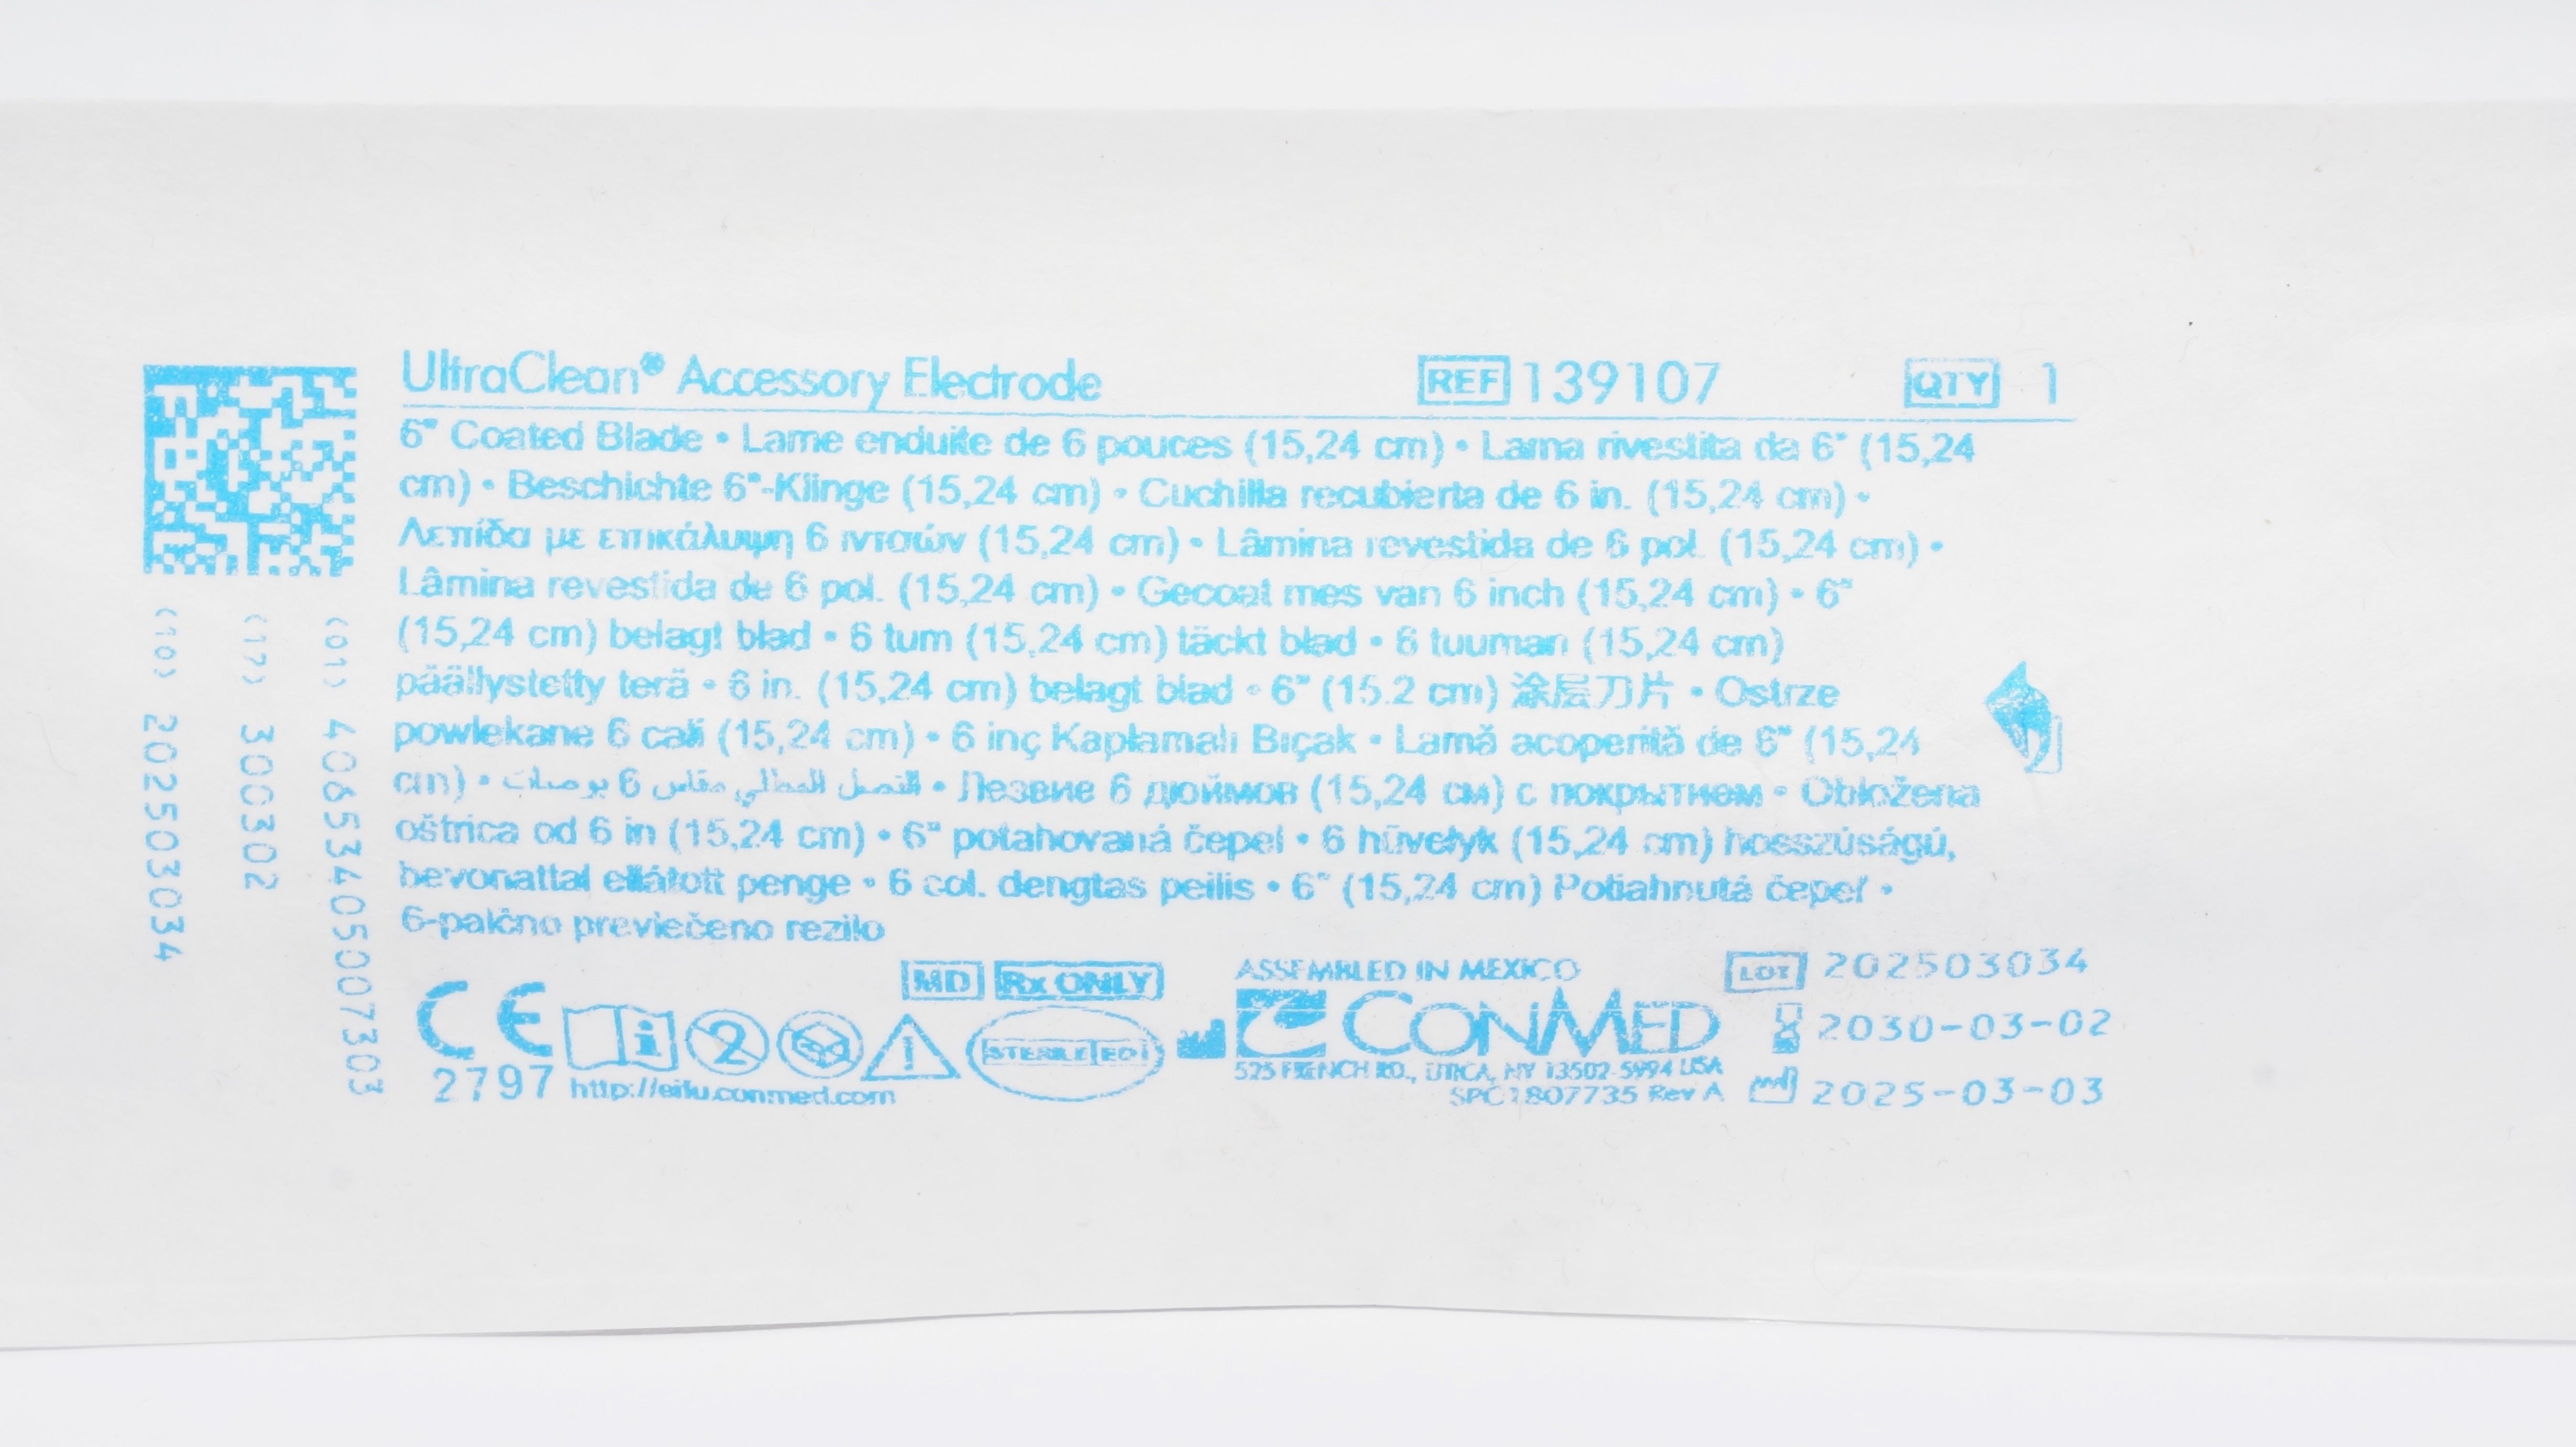 UltraClean® Accessory Electrode REF 139107 QTY 1
6" Coated Blade • Lame enduite de 6 pouces (15,24 cm) • Lama rivestita da 6" (15,24
cm) • Beschichte 6"-Klinge (15,24 cm) • Cuchilla recubierta de 6 in. (15,24 cm) •
Λεπίδα με επικάλυψη 6 ιντσών (15,24 cm) • Lâmina revestida de 6 pol. (15,24 cm) •
Lâmina revestida de 6 pol. (15,24 cm) • Gecoat mes van 6 inch (15,24 cm) • 6"
(15,24 cm) belagt blad • 6 tum (15,24 cm) täckt blad • 6 tuuman (15,24 cm)
päällystetty terä • 6 in. (15,24 cm) belagt blad • 6" (15.2 cm) 涂层刀片 • Ostrze
powlekane 6 cali (15,24 cm) • 6 inç Kaplamalı Bıçak • Lamă acoperită de 6" (15,24
cm) • النصل المطلي مقاس 6 بوصات • Лезвие 6 дюймов (15,24 см) с покрытием • Obložena
oštrica od 6 in (15,24 cm) • 6" potahovaná čepel • 6 hüvelyk (15,24 cm) hosszúságú,
bevonattal ellátott penge • 6 col. dengtas peilis • 6" (15,24 cm) Potiahnutá čepeľ •
6-palčno prevlečeno rezilo
MD Rx ONLY
CE
2797
2
STERILE EO
http://eifu.conmed.com
ASSEMBLED IN MEXICO
CONMED
525 FRENCH RD., UTICA, NY 13502-5994 USA
SPC1807735 Rev A
LOT 202503034
2030-03-02
2025-03-03
(01) 40653405007303
(17) 300302
(10) 202503034